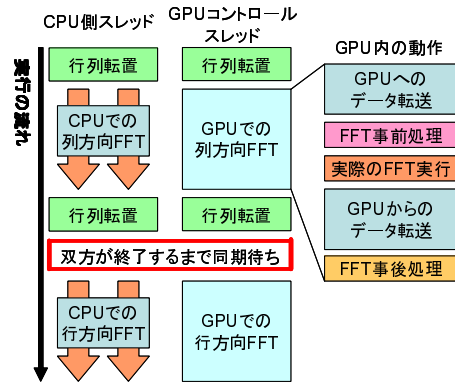 CPU側スレッド
GPUコントロール
スレッド
GPU内の動作
実行の流れ
行列転置
行列転置
CPUでの
列方向FFT
GPUでの
列方向FFT
GPUへの
データ転送
FFT事前処理
実際のFFT実行
GPUからの
データ転送
FFT事後処理
行列転置
行列転置
双方が終了するまで同期待ち
CPUでの
行方向FFT
GPUでの
行方向FFT